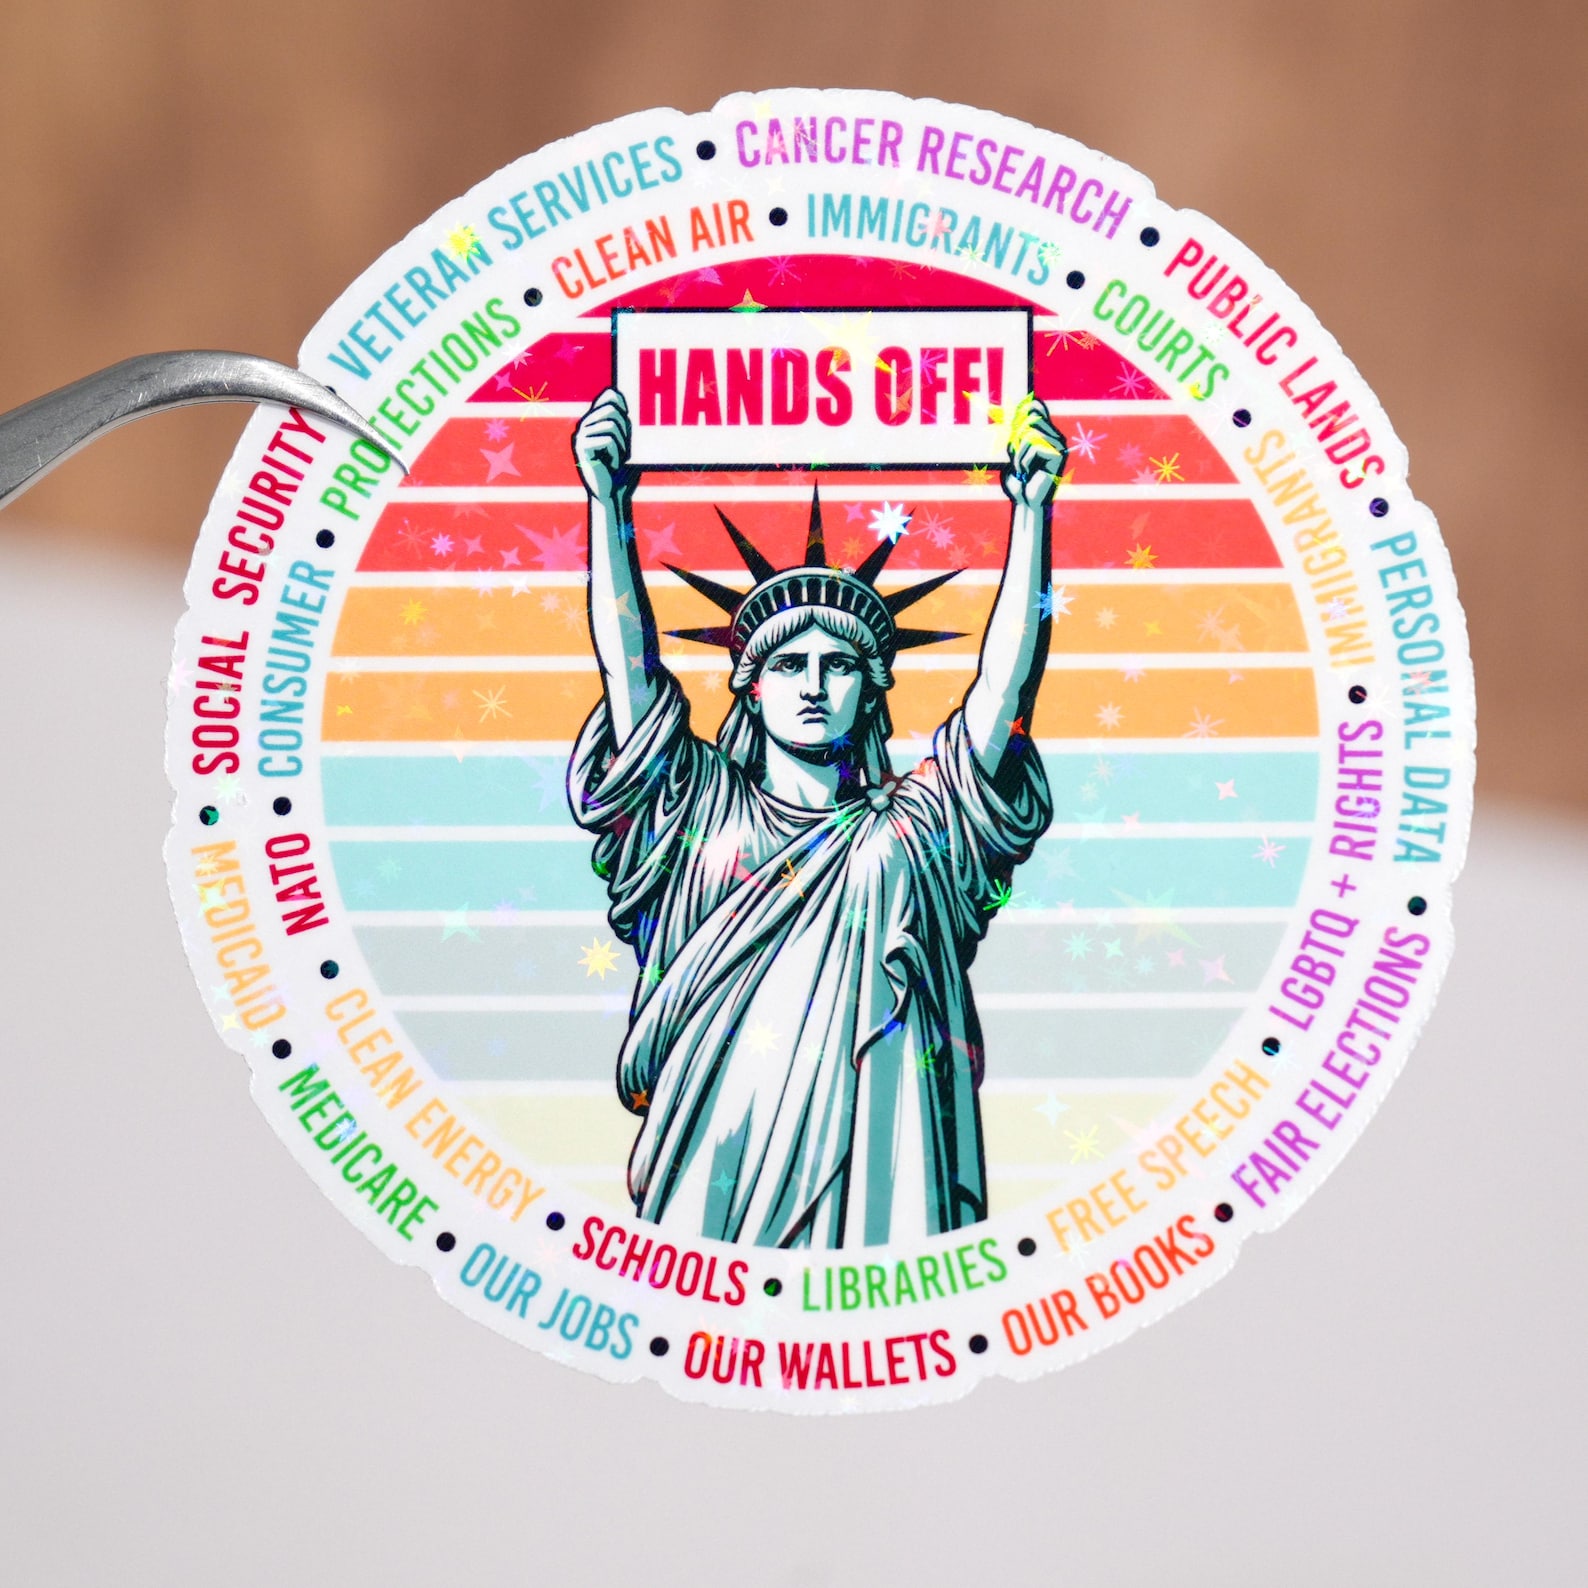 HANDS OFF!
VETERAN SERVICES • CANCER RESEARCH • PUBLIC LANDS • PERSONAL DATA • FAIR ELECTIONS • OUR BOOKS • OUR WALLETS • OUR JOBS • MEDICARE • MEDICAID • SOCIAL SECURITY •
CONSUMER • PROTECTIONS • CLEAN AIR • IMMIGRANTS • COURTS • IMMIGRANTS • LGBTQ + RIGHTS • FREE SPEECH • LIBRARIES • SCHOOLS • CLEAN ENERGY • NATO •